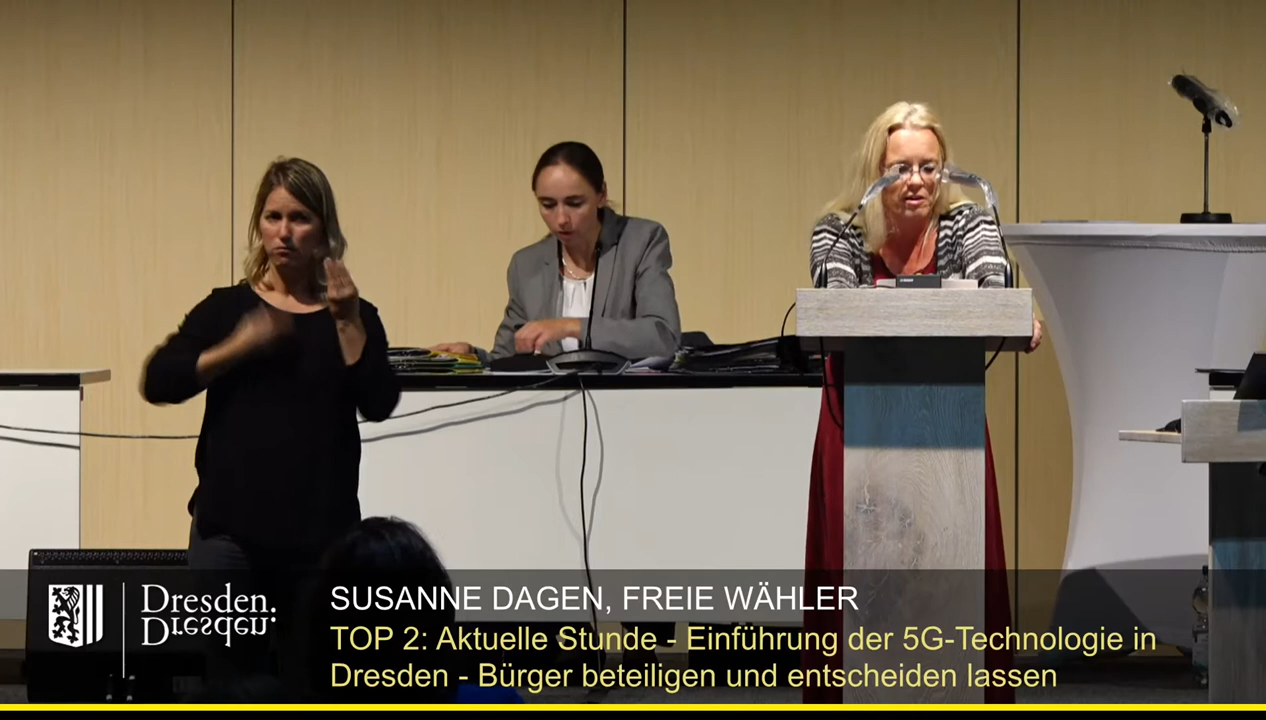 Dresden.
Dresden.
SUSANNE DAGEN, FREIE WÄHLER
TOP 2: Aktuelle Stunde - Einführung der 5G-Technologie in
Dresden - Bürger beteiligen und entscheiden lassen